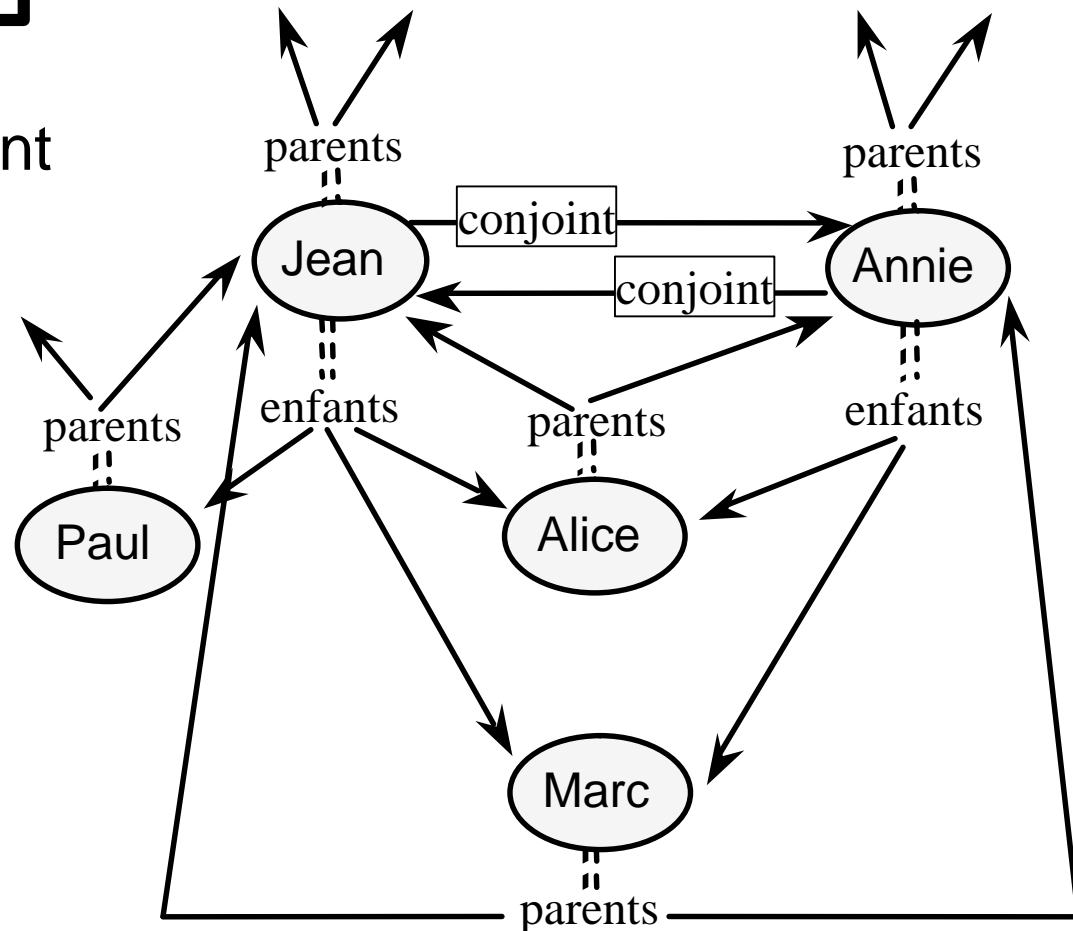 nt
parents
parents
conjoint
Jean
Annie
conjoint
enfants
parents
enfants
parents
Paul
Alice
Marc
parents